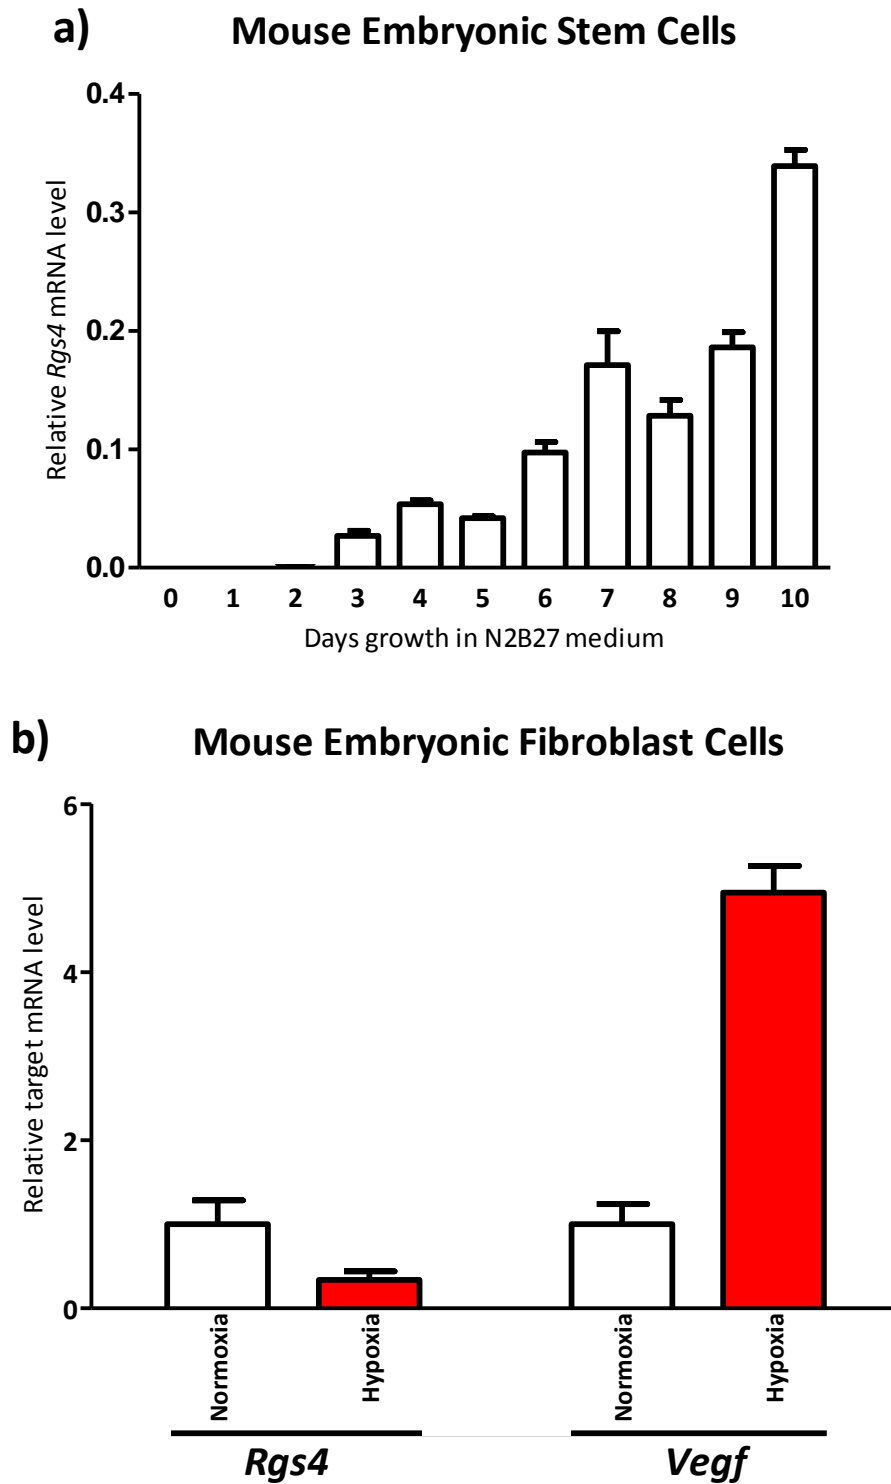 a)
Mouse Embryonic Stem Cells
Relative Rgs4 mRNA level
0.4
0.3
0.2
0.1
0.0
0 1 2 3 4 5 6 7 8 9 10
Days growth in N2B27 medium
b)
Mouse Embryonic Fibroblast Cells
Relative target mRNA level
6
4
2
0
Normoxia Hypoxia Normoxia Hypoxia
Rgs4 Vegf